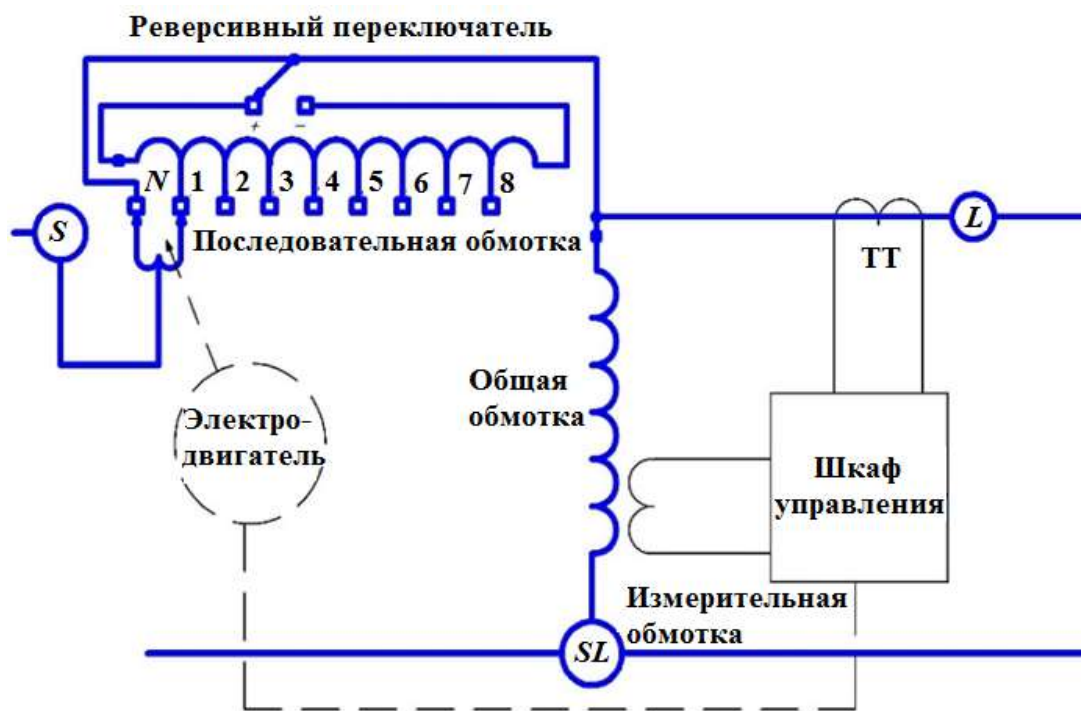 Реверсивный переключатель
+ −
N 1 2 3 4 5 6 7 8
S
Последовательная обмотка
L
ТТ
Общая
обмотка
Электро-
двигатель
Шкаф
управления
Измерительная
обмотка
SL